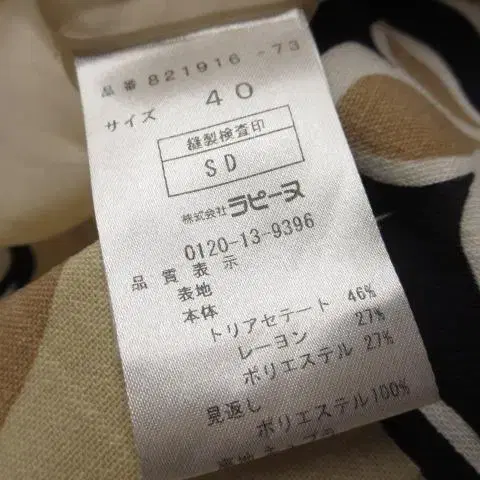 品番 821916 -73
サイズ 40
縫製検査印
SD
株式会社ラピーヌ
0120-13-9396
品質表示
表地
本体
トリアセテート 46%
レーヨン 27%
ポリエステル 27%
見返し
ポリエステル100%